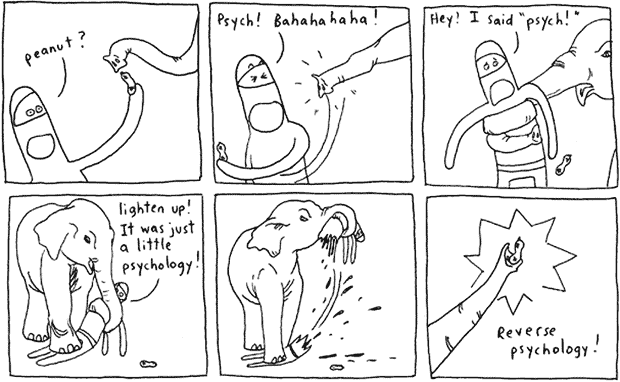 peanut?
Psych! Bahahahaha!
Hey! I said "psych!"
lighten up!
It was just
a little
psychology!
Reverse
psychology!